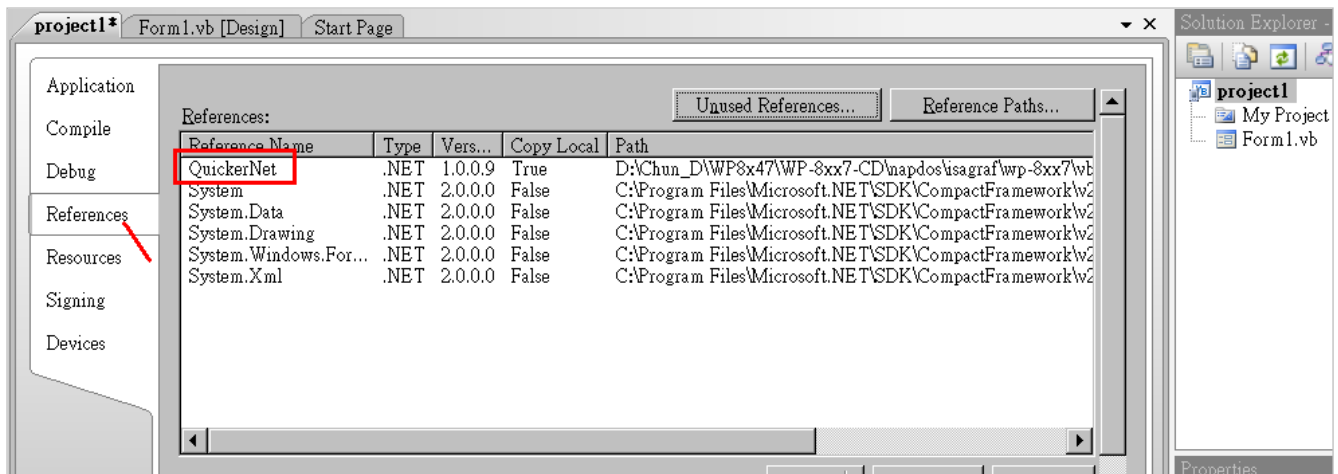 project1* Form1.vb [Design] Start Page
Solution Explorer -
Application
Compile
Debug
References
Resources
Signing
Devices
Unused References... Reference Paths...
References:
Reference Name Type Vers... Copy Local Path
QuickerNet .NET 1.0.0.9 True D:\Chun_D\WP8x47\WP-8xx7-CD\napdos\isagraf\wp-8xx7\vb
System .NET 2.0.0.0 False C:\Program Files\Microsoft.NET\SDK\CompactFramework\v2
System.Data .NET 2.0.0.0 False C:\Program Files\Microsoft.NET\SDK\CompactFramework\v2
System.Drawing .NET 2.0.0.0 False C:\Program Files\Microsoft.NET\SDK\CompactFramework\v2
System.Windows.For... .NET 2.0.0.0 False C:\Program Files\Microsoft.NET\SDK\CompactFramework\v2
System.Xml .NET 2.0.0.0 False C:\Program Files\Microsoft.NET\SDK\CompactFramework\v2
project1
My Project
Form1.vb
Properties